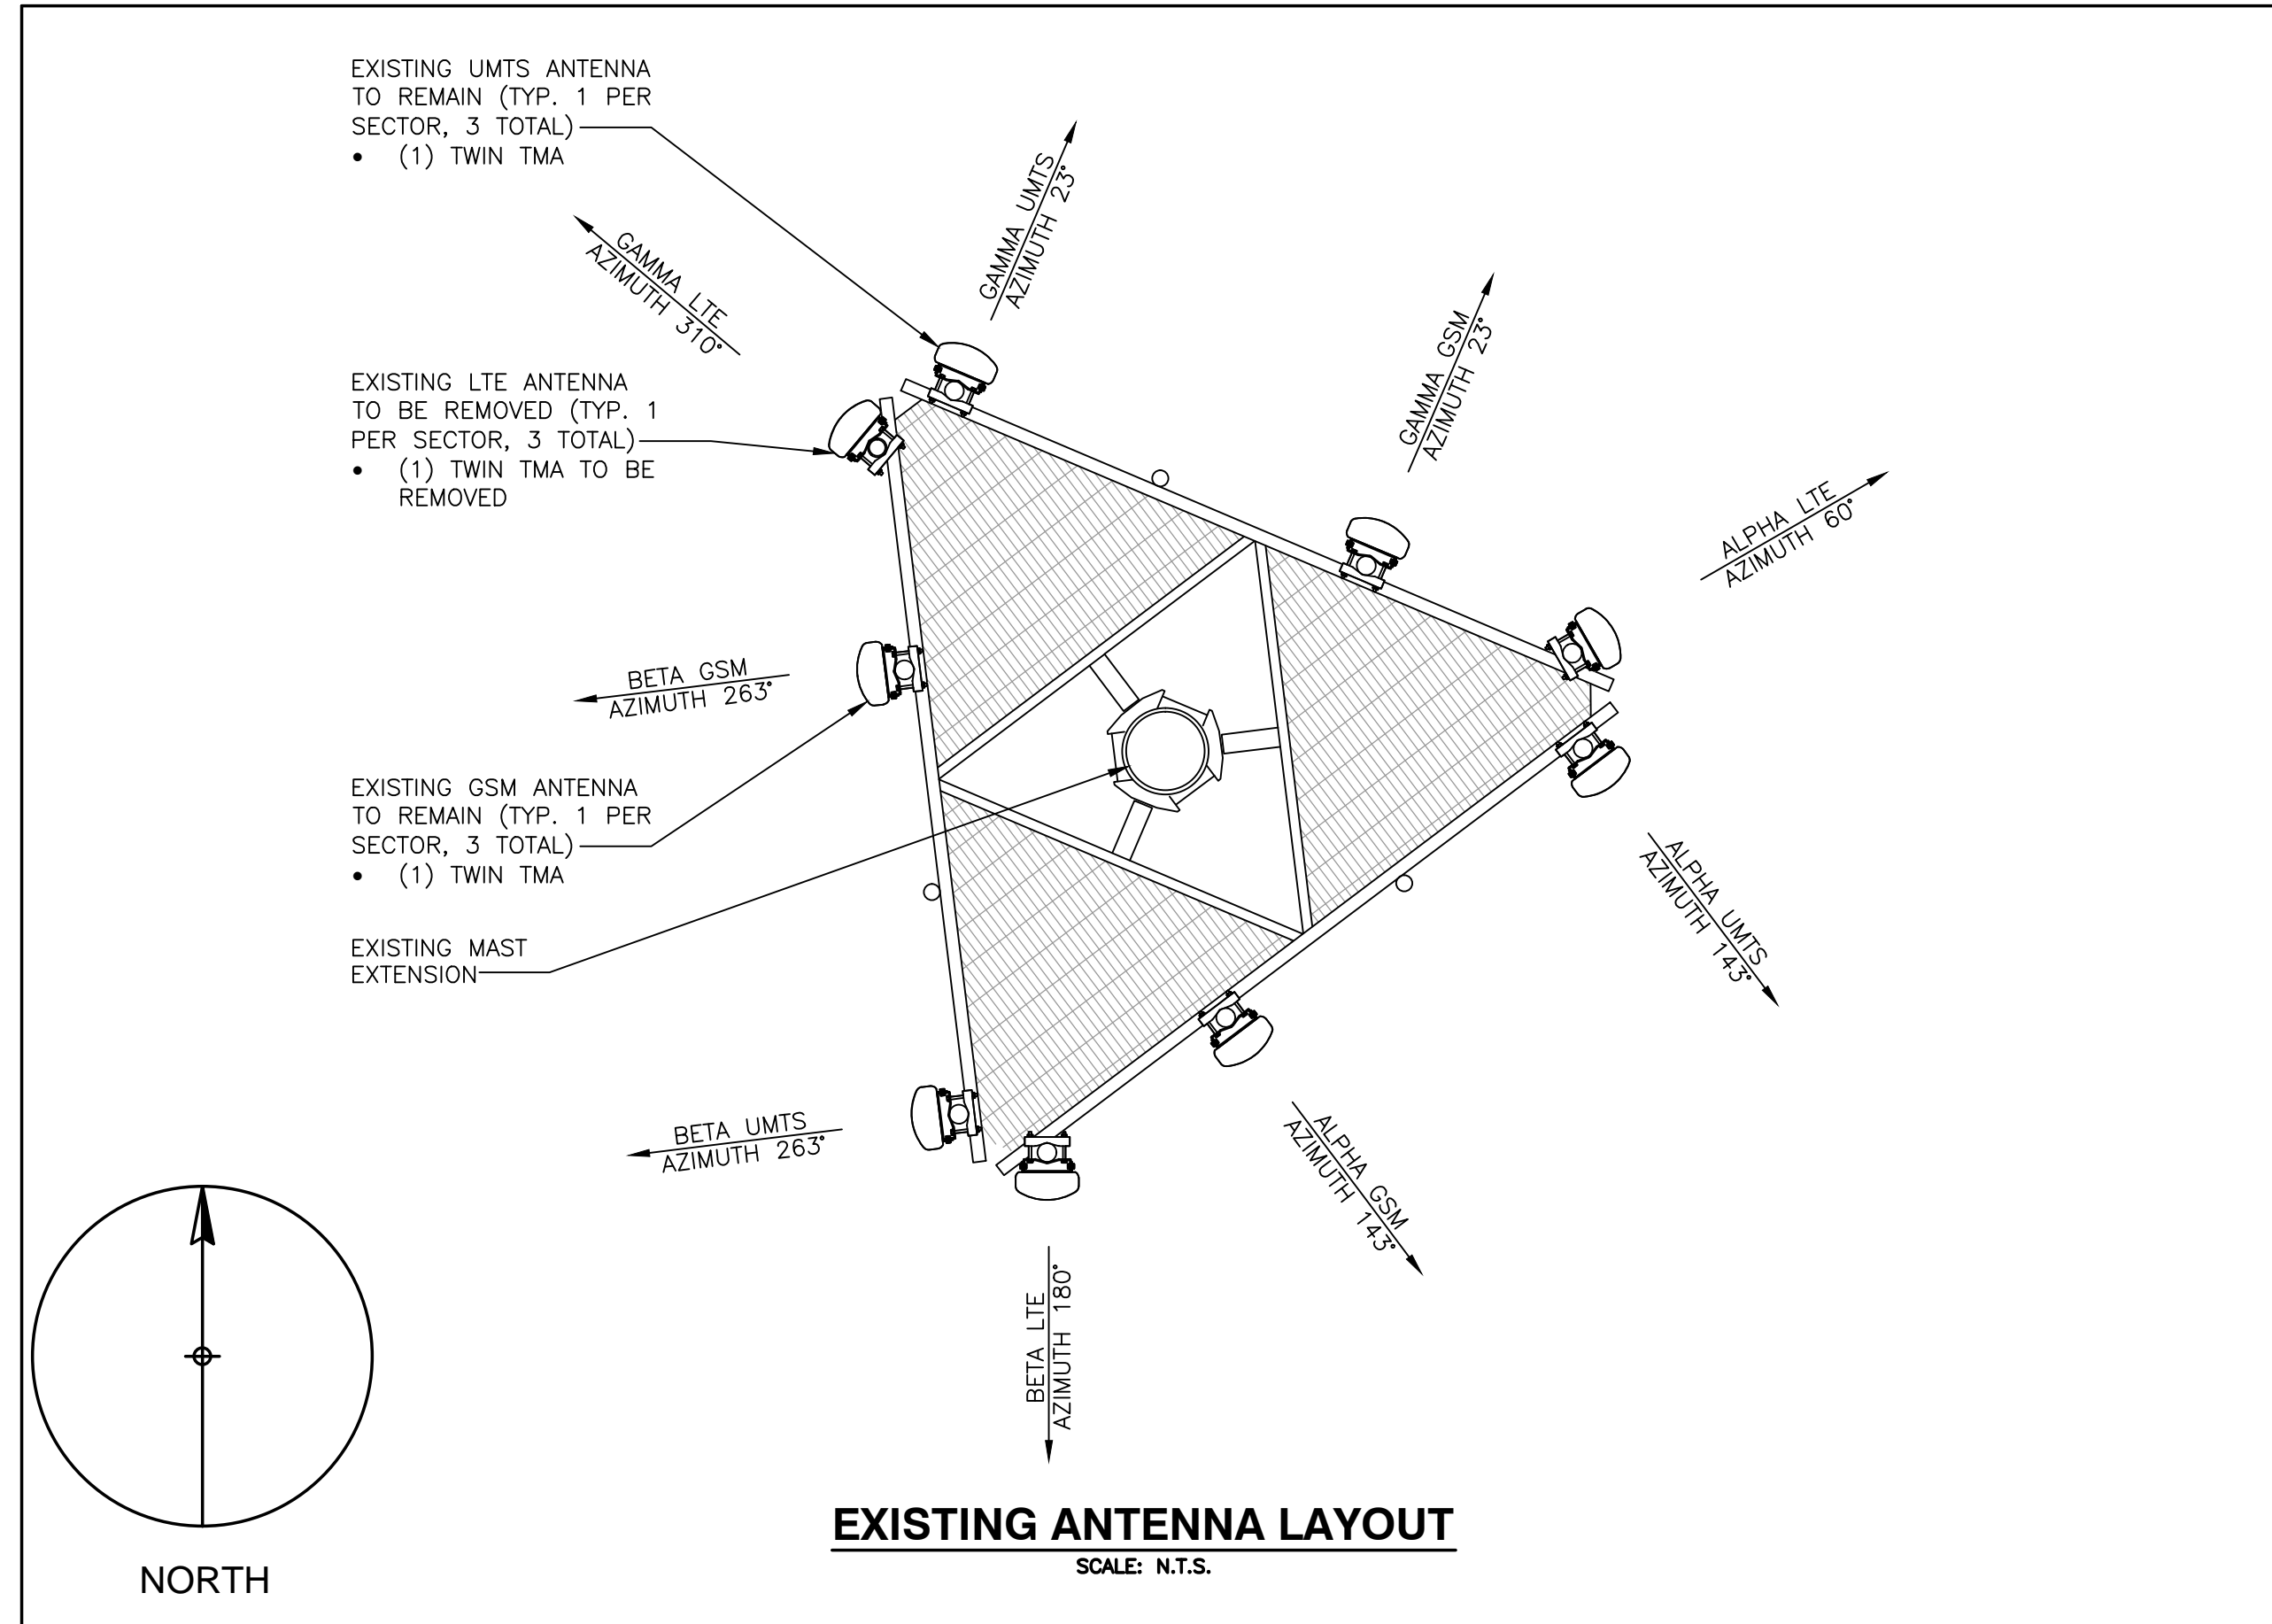 EXISTING UMTS ANTENNA
TO REMAIN (TYP. 1 PER
SECTOR, 3 TOTAL)
• (1) TWIN TMA
GAMMA UMTS
AZIMUTH 23°
GAMMA LTE
AZIMUTH 310°
GAMMA GSM
AZIMUTH 23°
EXISTING LTE ANTENNA
TO BE REMOVED (TYP. 1
PER SECTOR, 3 TOTAL)
• (1) TWIN TMA TO BE
REMOVED
ALPHA LTE
AZIMUTH 60°
BETA GSM
AZIMUTH 263°
EXISTING GSM ANTENNA
TO REMAIN (TYP. 1 PER
SECTOR, 3 TOTAL)
• (1) TWIN TMA
ALPHA UMTS
AZIMUTH 143°
EXISTING MAST
EXTENSION
BETA UMTS
AZIMUTH 263°
ALPHA GSM
AZIMUTH 143°
BETA LTE
AZIMUTH 180°
EXISTING ANTENNA LAYOUT
SCALE: N.T.S.
NORTH